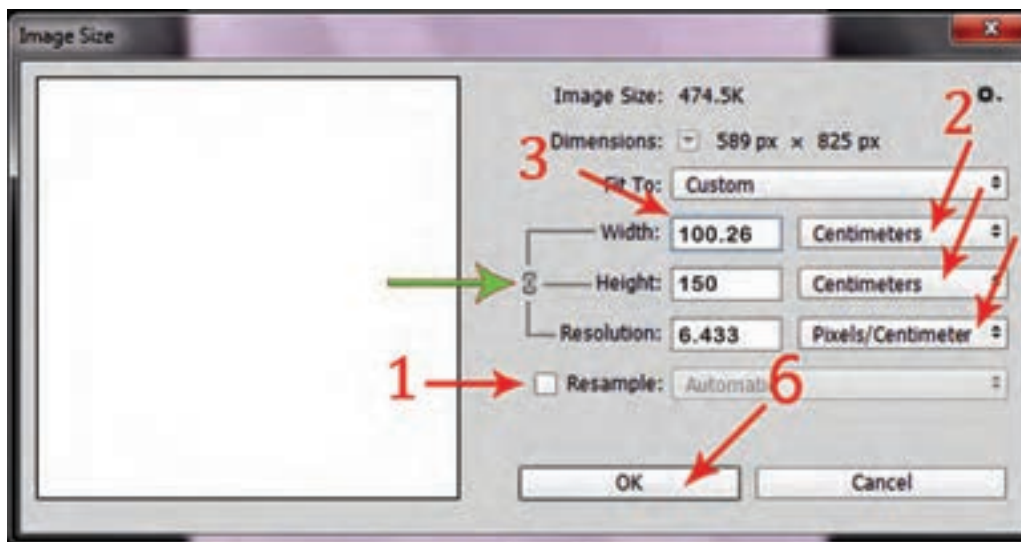 Image Size
Image Size: 474.5K
2
Dimensions: 589 px × 825 px
3
Fit To: Custom
Width: 100.26 Centimeters
Height: 150 Centimeters
Resolution: 6.433 Pixels/Centimeter
1 Resample: Automatic
6
OK Cancel